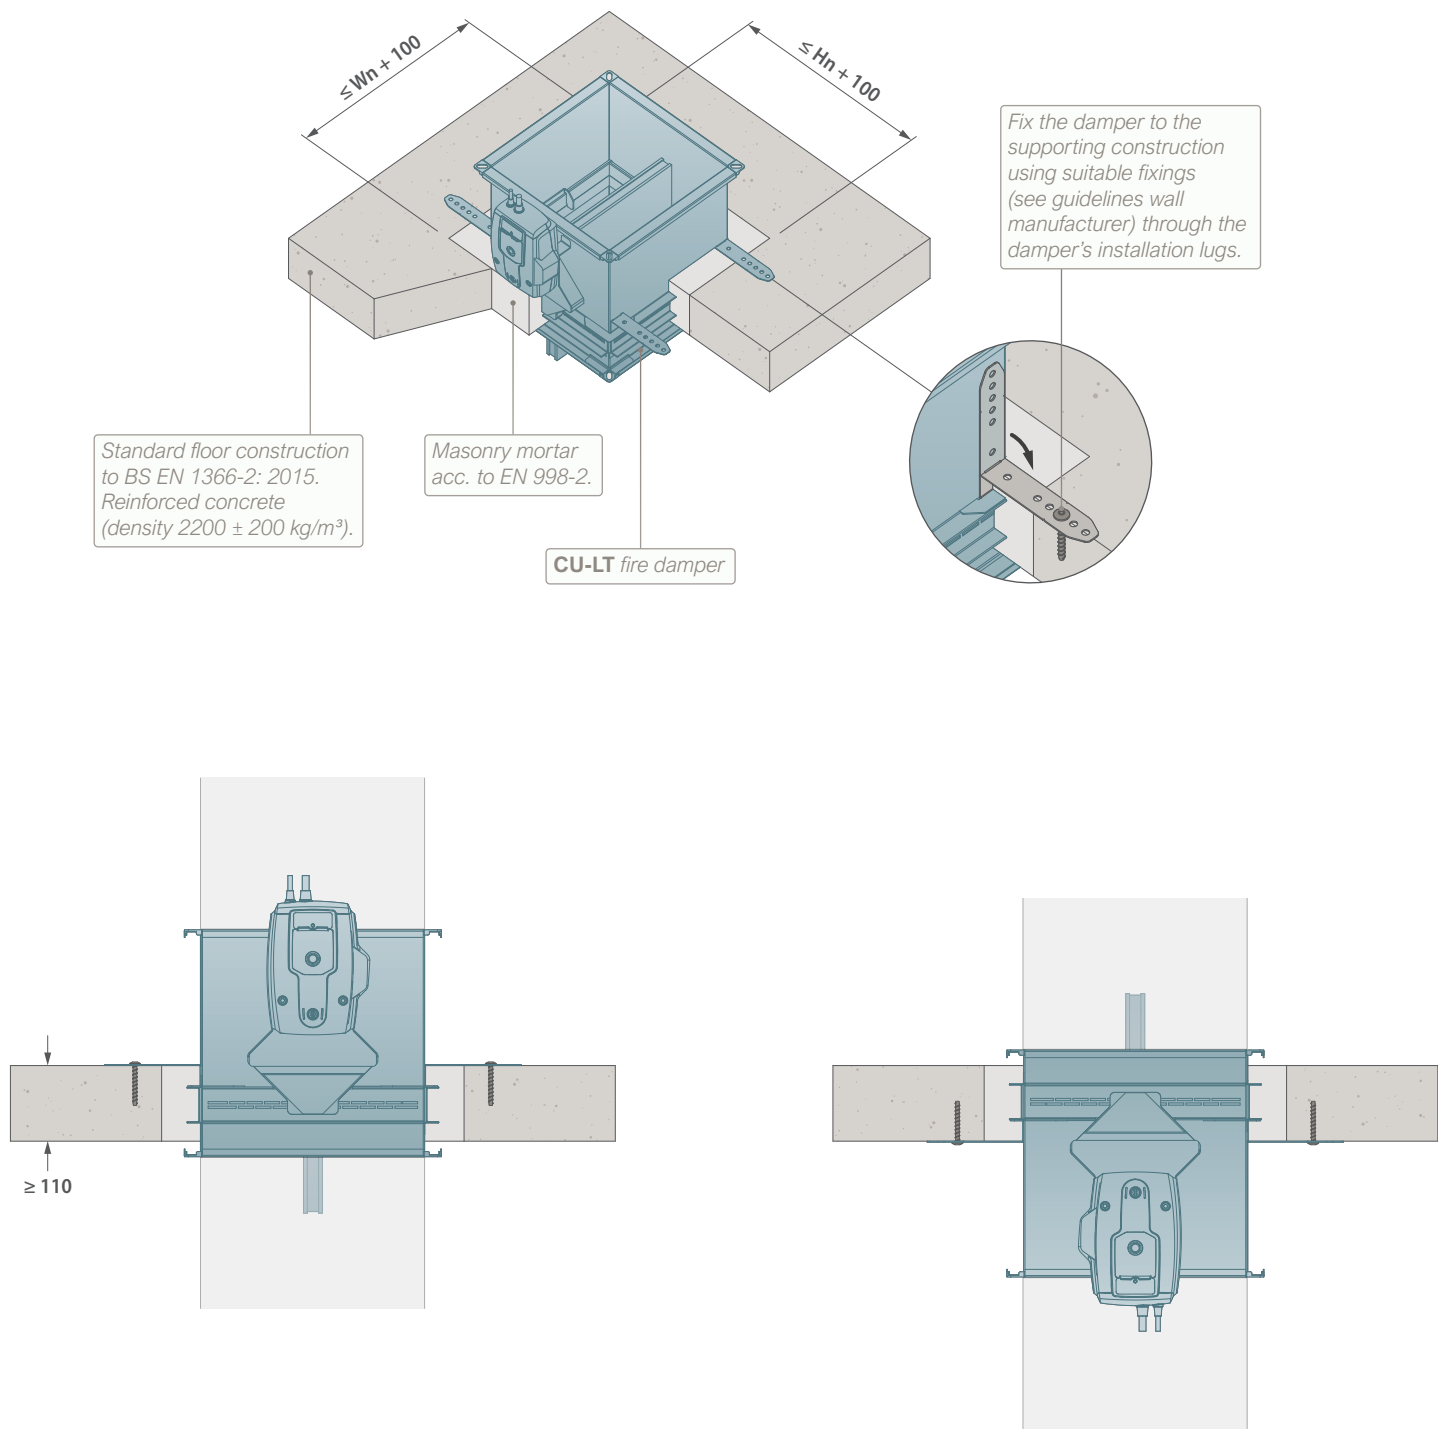 ≤ Wn + 100
≤ Hn + 100
Fix the damper to the
supporting construction
using suitable fixings
(see guidelines wall
manufacturer) through the
damper's installation lugs.
Standard floor construction
to BS EN 1366-2: 2015.
Reinforced concrete
(density 2200 ± 200 kg/m³).
Masonry mortar
acc. to EN 998-2.
CU-LT fire damper
≥ 110